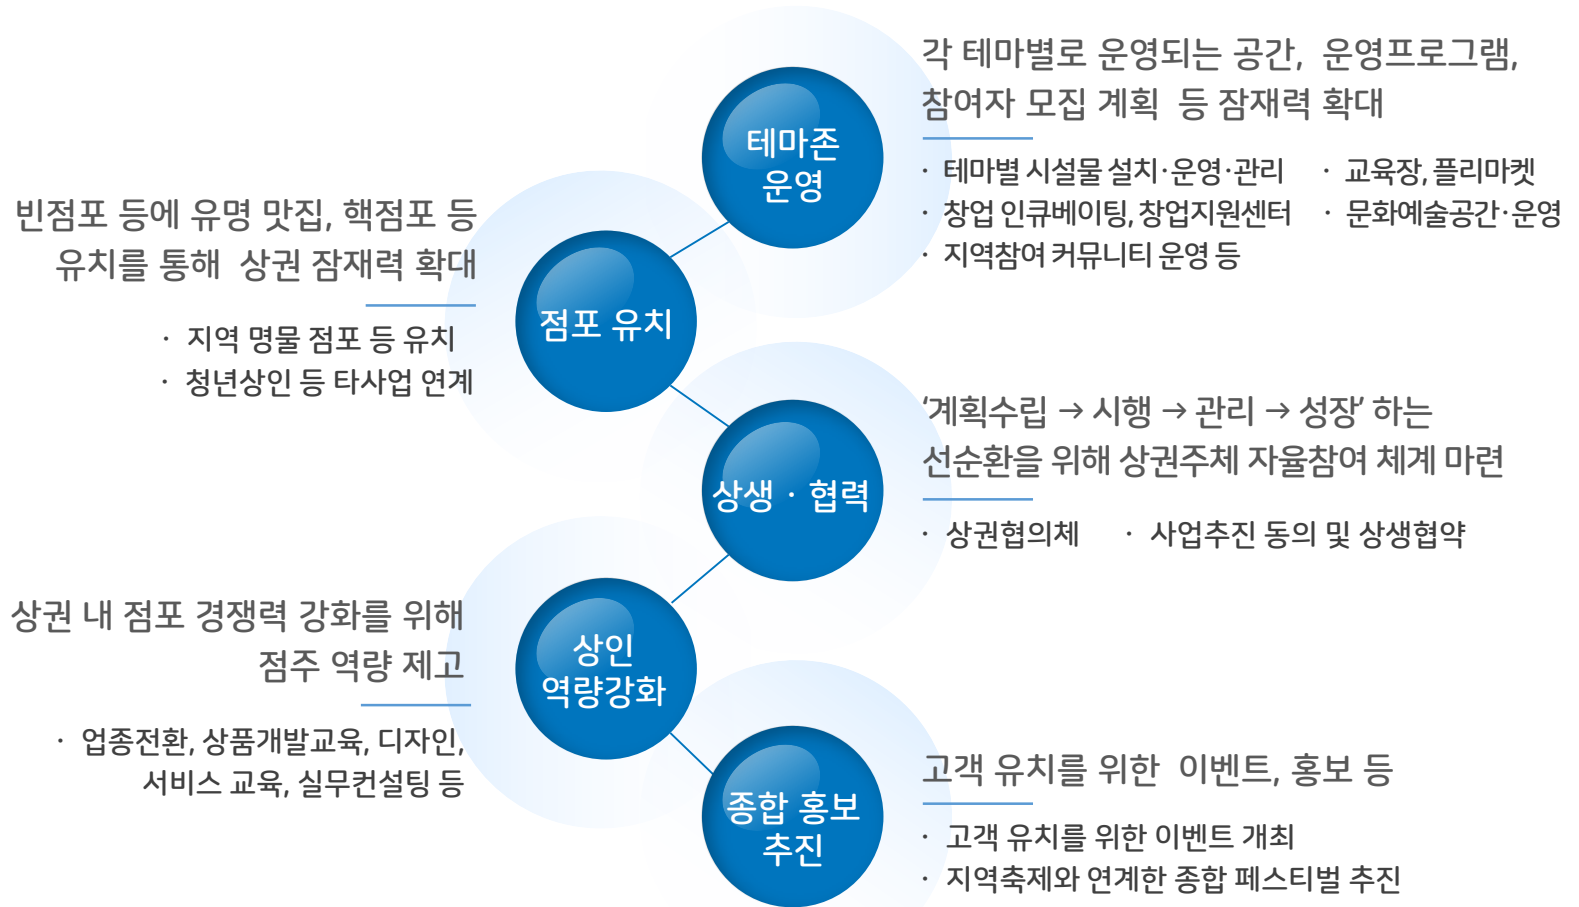 테마존
운영
각 테마별로 운영되는 공간, 운영프로그램,
참여자 모집 계획 등 잠재력 확대
· 테마별 시설물 설치·운영·관리 · 교육장, 플리마켓
· 창업 인큐베이팅, 창업지원센터 · 문화예술공간·운영
· 지역참여 커뮤니티 운영 등
빈점포 등에 유명 맛집, 핵점포 등
유치를 통해 상권 잠재력 확대
· 지역 명물 점포 등 유치
· 청년상인 등 타사업 연계
점포 유치
상생 · 협력
‘계획수립 → 시행 → 관리 → 성장’ 하는
선순환을 위해 상권주체 자율참여 체계 마련
· 상권협의체 · 사업추진 동의 및 상생협약
상권 내 점포 경쟁력 강화를 위해
점주 역량 제고
· 업종전환, 상품개발교육, 디자인,
서비스 교육, 실무컨설팅 등
상인
역량강화
종합 홍보
추진
고객 유치를 위한 이벤트, 홍보 등
· 고객 유치를 위한 이벤트 개최
· 지역축제와 연계한 종합 페스티벌 추진